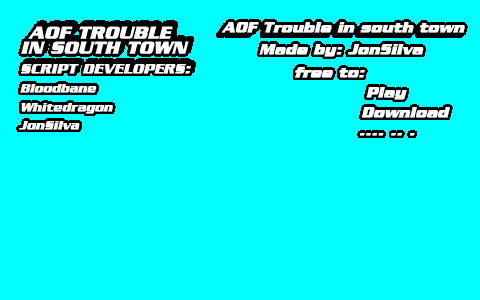 AOF TROUBLE
IN SOUTH TOWN
SCRIPT DEVELOPERS:
Bloodbane
Whitedragon
JonSilva
AOF Trouble in south town
Made by: JonSilva
free to:
Play
Download
.... .. .